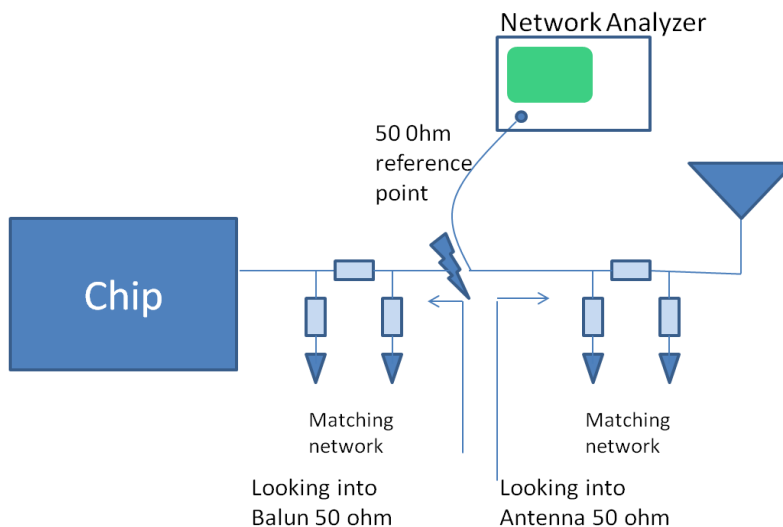 Network Analyzer
50 Ohm
reference
point
Chip
Matching
network
Matching
network
Looking into
Balun 50 ohm
Looking into
Antenna 50 ohm